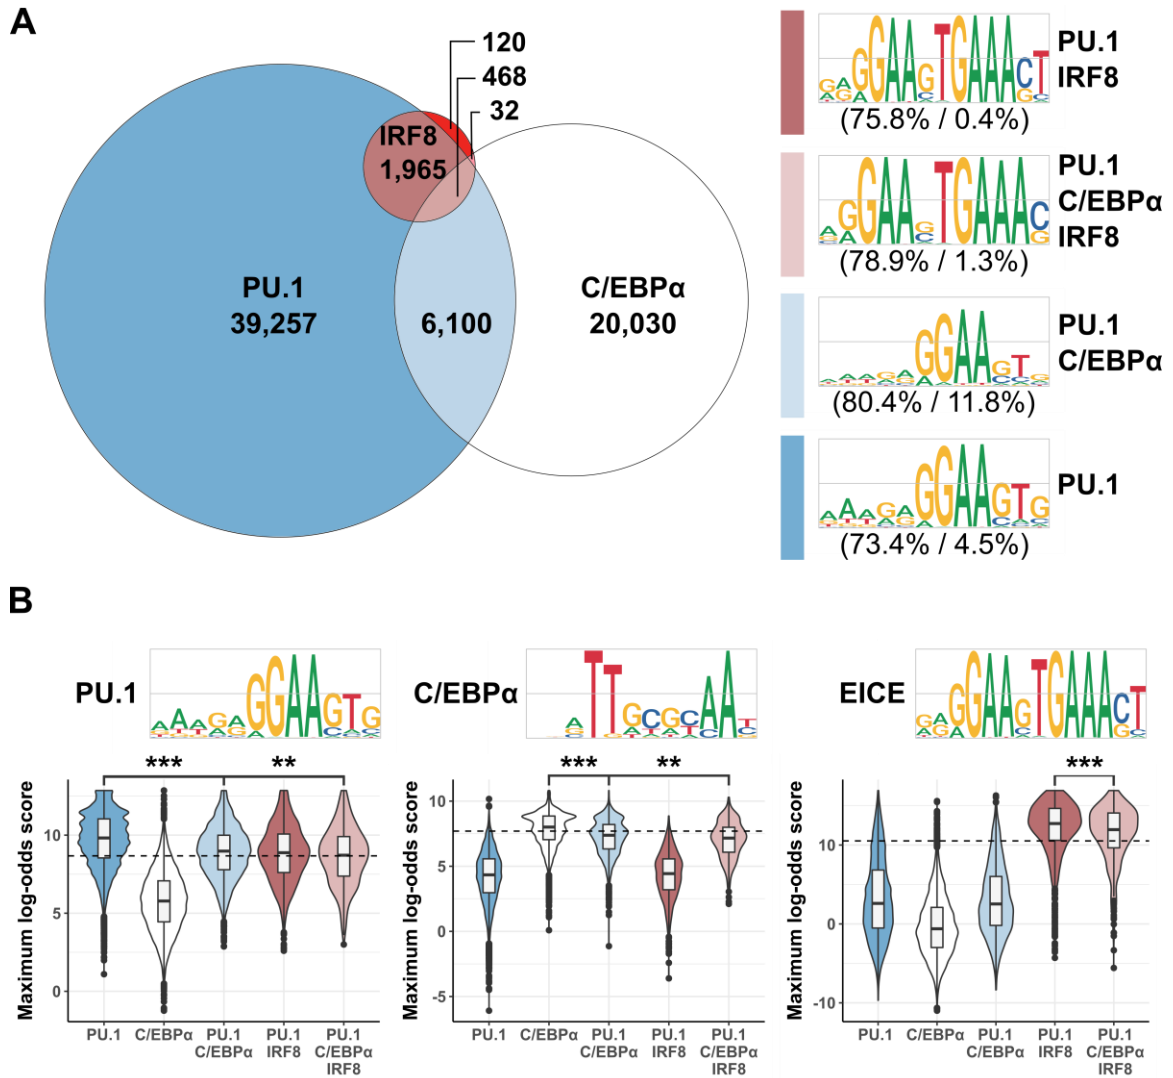 A
120
468
32
IRF8
1,965
PU.1
39,257
6,100
C/EBPα
20,030
PU.1
IRF8
(75.8% / 0.4%)
PU.1
C/EBPα
IRF8
(78.9% / 1.3%)
PU.1
C/EBPα
(80.4% / 11.8%)
PU.1
(73.4% / 4.5%)
B
PU.1
*** **
Maximum log-odds score
10
5
0
PU.1
C/EBPα
PU.1
C/EBPα
PU.1
IRF8
PU.1
C/EBPα
IRF8
C/EBPα
*** **
Maximum log-odds score
10
5
0
-5
PU.1
C/EBPα
PU.1
C/EBPα
PU.1
IRF8
PU.1
C/EBPα
IRF8
EICE
***
Maximum log-odds score
10
0
-10
PU.1
C/EBPα
PU.1
C/EBPα
PU.1
IRF8
PU.1
C/EBPα
IRF8